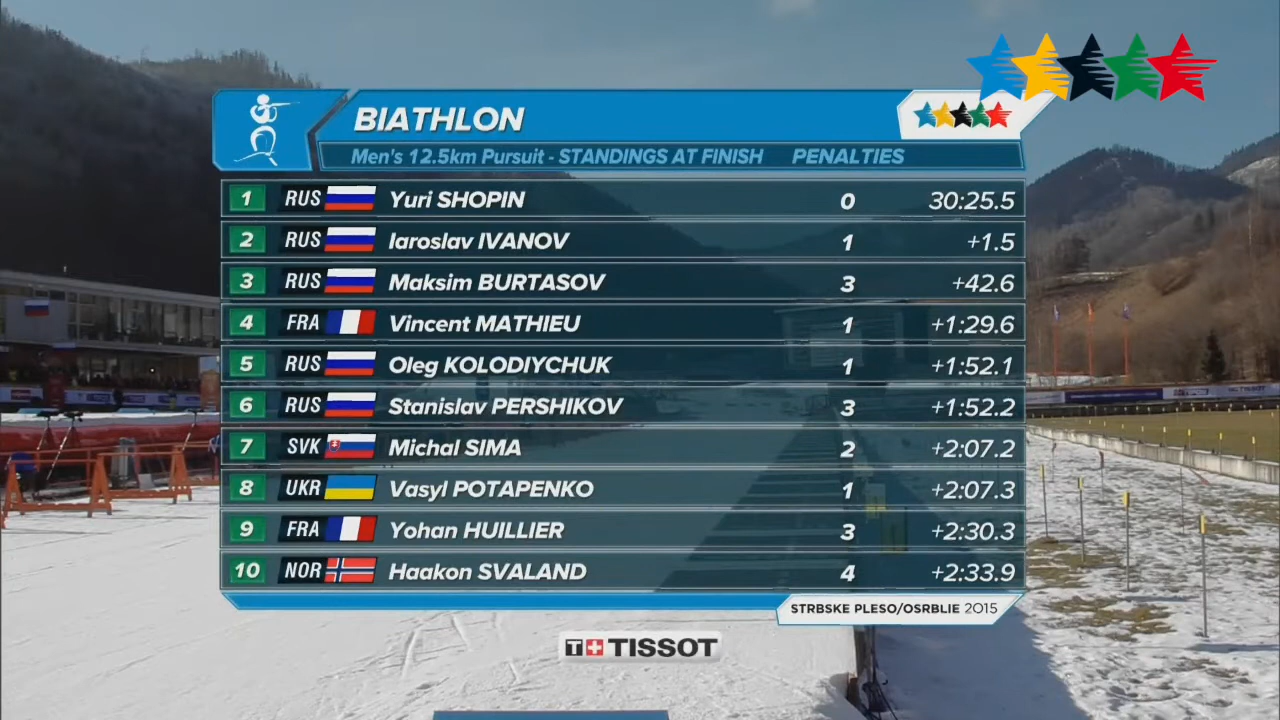 BIATHLON
Men's 12.5km Pursuit - STANDINGS AT FINISH PENALTIES
1 RUS Yuri SHOPIN 0 30:25.5
2 RUS Iaroslav IVANOV 1 +1.5
3 RUS Maksim BURTASOV 3 +42.6
4 FRA Vincent MATHIEU 1 +1:29.6
5 RUS Oleg KOLODIYCHUK 1 +1:52.1
6 RUS Stanislav PERSHIKOV 3 +1:52.2
7 SVK Michal SIMA 2 +2:07.2
8 UKR Vasyl POTAPENKO 1 +2:07.3
9 FRA Yohan HUILLIER 3 +2:30.3
10 NOR Haakon SVALAND 4 +2:33.9
STRBSKE PLESO/OSRBLIE 2015
T+ TISSOT